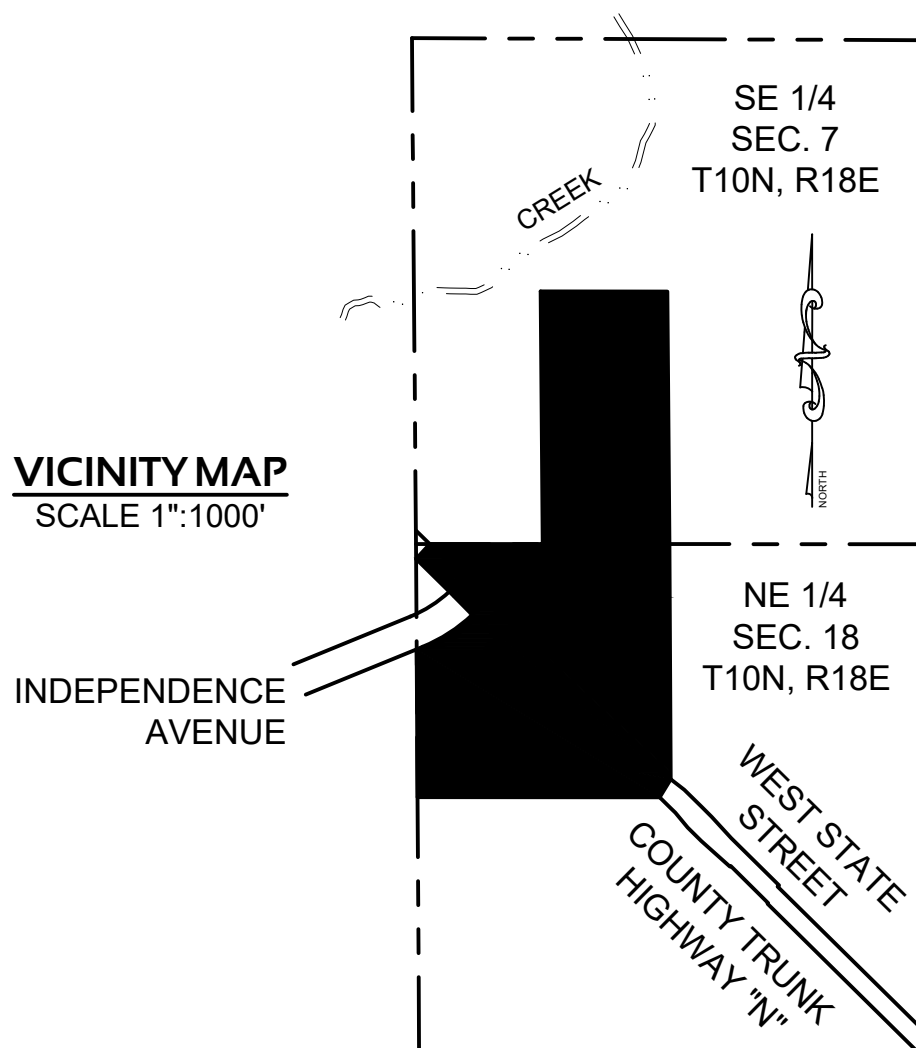 SE 1/4
SEC. 7
T10N, R18E
CREEK
NORTH
VICINITY MAP
SCALE 1":1000'
NE 1/4
SEC. 18
T10N, R18E
INDEPENDENCE
AVENUE
WEST STATE
STREET
COUNTY TRUNK
HIGHWAY "N"